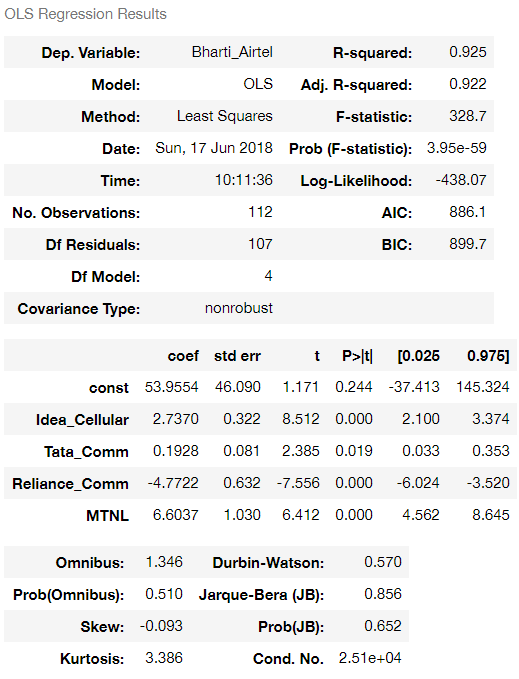 OLS Regression Results
Dep. Variable: Bharti_Airtel R-squared: 0.925
Model: OLS Adj. R-squared: 0.922
Method: Least Squares F-statistic: 328.7
Date: Sun, 17 Jun 2018 Prob (F-statistic): 3.95e-59
Time: 10:11:36 Log-Likelihood: -438.07
No. Observations: 112 AIC: 886.1
Df Residuals: 107 BIC: 899.7
Df Model: 4
Covariance Type: nonrobust
coef std err t P>|t| [0.025 0.975]
const 53.9554 46.090 1.171 0.244 -37.413 145.324
Idea_Cellular 2.7370 0.322 8.512 0.000 2.100 3.374
Tata_Comm 0.1928 0.081 2.385 0.019 0.033 0.353
Reliance_Comm -4.7722 0.632 -7.556 0.000 -6.024 -3.520
MTNL 6.6037 1.030 6.412 0.000 4.562 8.645
Omnibus: 1.346 Durbin-Watson: 0.570
Prob(Omnibus): 0.510 Jarque-Bera (JB): 0.856
Skew: -0.093 Prob(JB): 0.652
Kurtosis: 3.386 Cond. No. 2.51e+04